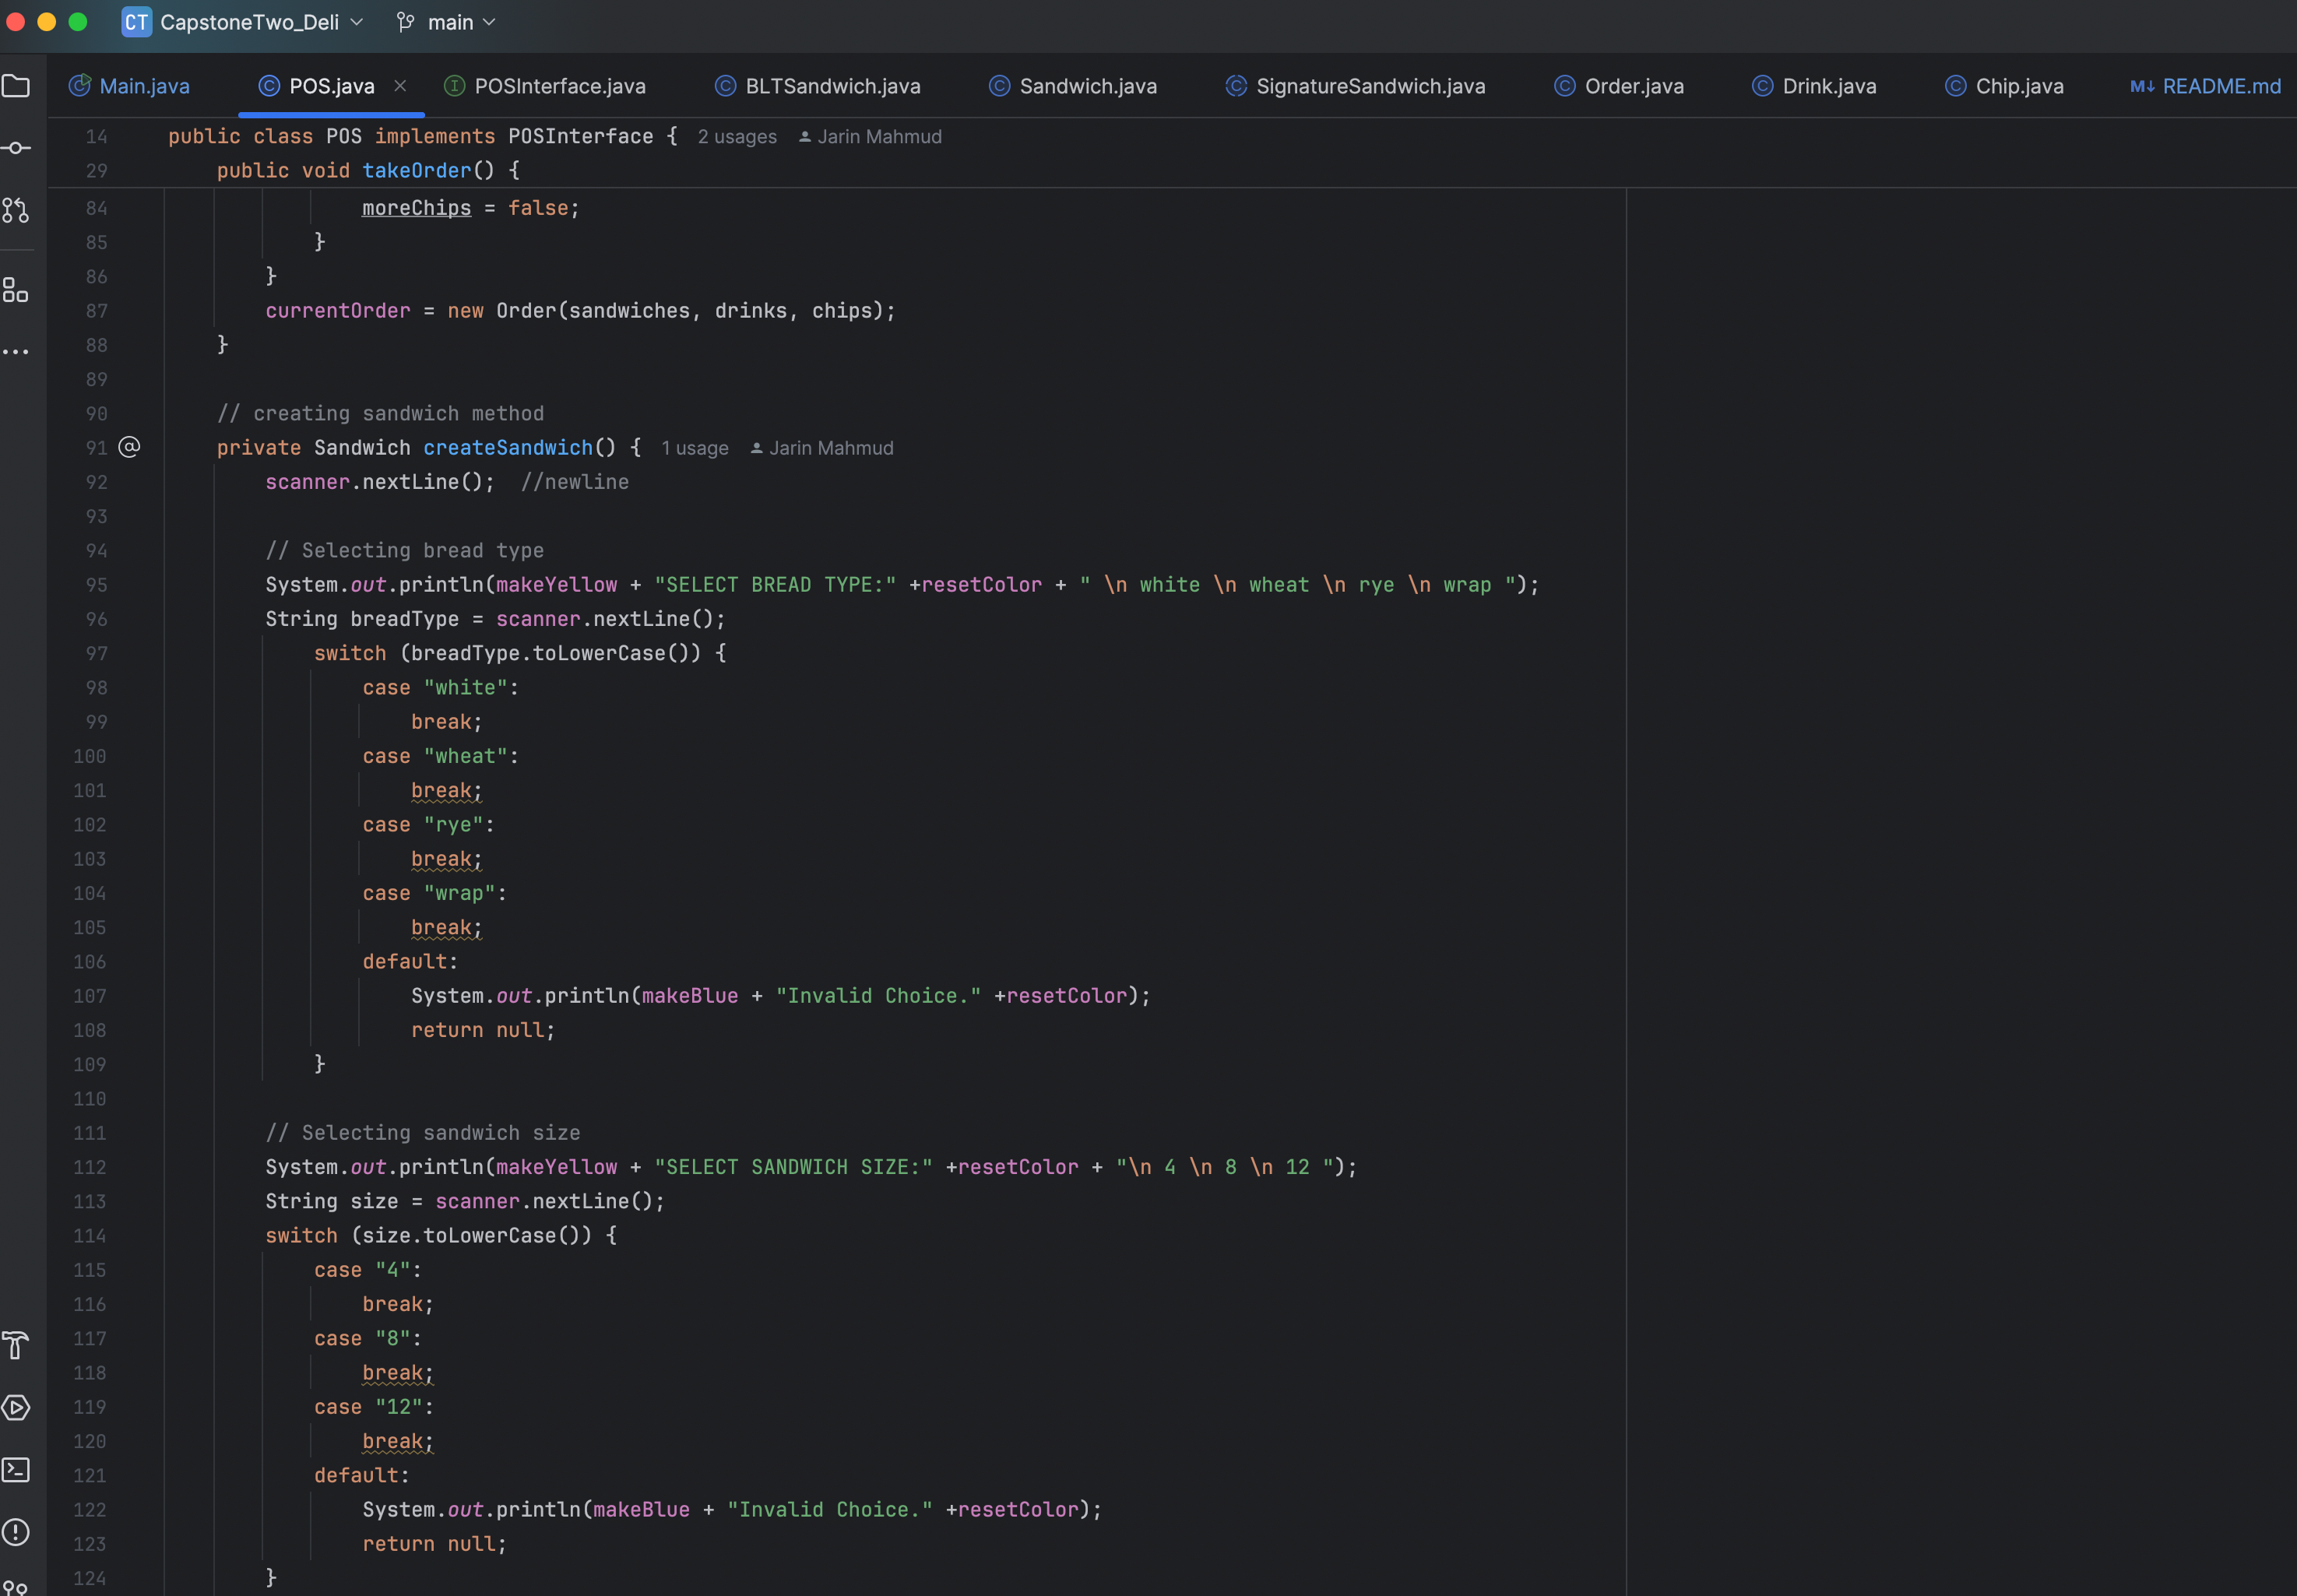 CT CapstoneTwo_Deli main
Main.java POS.java POSInterface.java BLTSandwich.java Sandwich.java SignatureSandwich.java Order.java Drink.java Chip.java M↓ README.md
14 public class POS implements POSInterface { 2 usages Jarin Mahmud
29 public void takeOrder() {
84 moreChips = false;
85 }
86 }
87 currentOrder = new Order(sandwiches, drinks, chips);
88 }
89
90 // creating sandwich method
91 @ private Sandwich createSandwich() { 1 usage Jarin Mahmud
92 scanner.nextLine(); //newline
93
94 // Selecting bread type
95 System.out.println(makeYellow + "SELECT BREAD TYPE:" +resetColor + " \n white \n wheat \n rye \n wrap ");
96 String breadType = scanner.nextLine();
97 switch (breadType.toLowerCase()) {
98 case "white":
99 break;
100 case "wheat":
101 break;
102 case "rye":
103 break;
104 case "wrap":
105 break;
106 default:
107 System.out.println(makeBlue + "Invalid Choice." +resetColor);
108 return null;
109 }
110
111 // Selecting sandwich size
112 System.out.println(makeYellow + "SELECT SANDWICH SIZE:" +resetColor + "\n 4 \n 8 \n 12 ");
113 String size = scanner.nextLine();
114 switch (size.toLowerCase()) {
115 case "4":
116 break;
117 case "8":
118 break;
119 case "12":
120 break;
121 default:
122 System.out.println(makeBlue + "Invalid Choice." +resetColor);
123 return null;
124 }